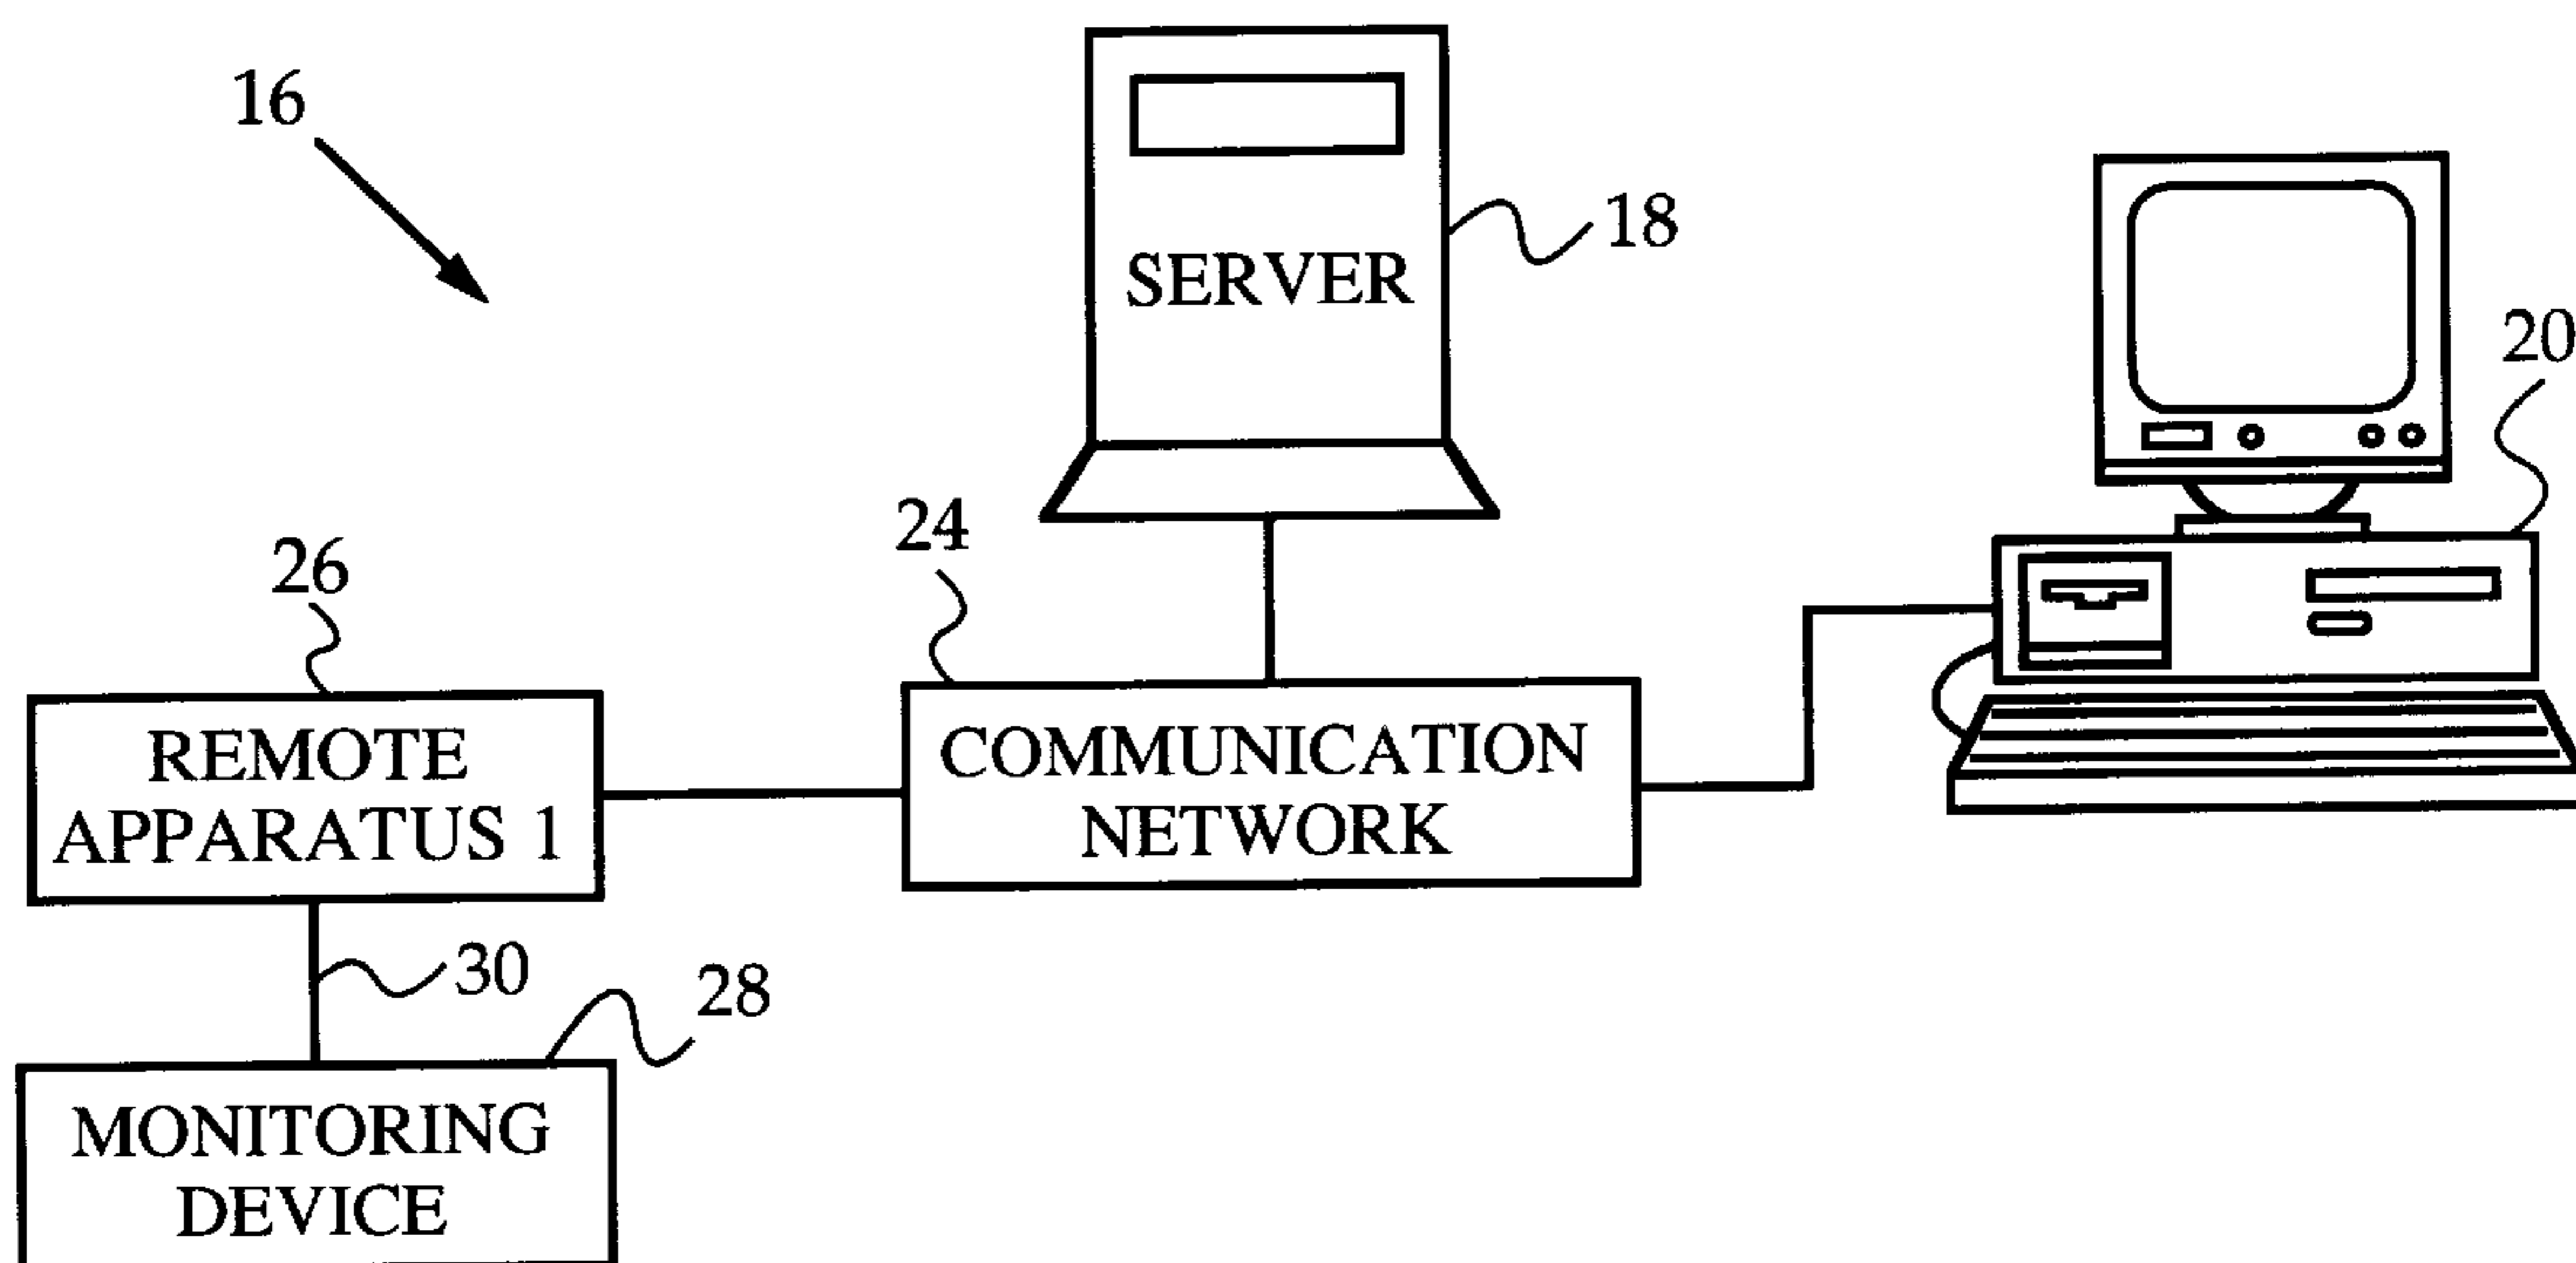 16
SERVER
18
20
24
26
REMOTE
APPARATUS 1
COMMUNICATION
NETWORK
30
28
MONITORING
DEVICE